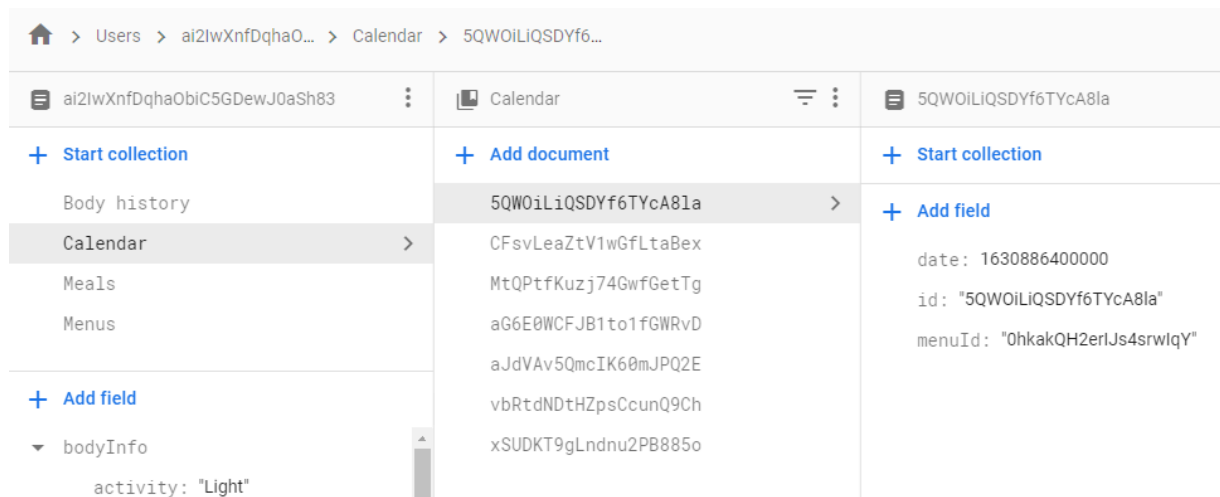 Users > ai2IwXnfDqhaO... > Calendar > 5QWOiLiQSDYf6...
ai2IwXnfDqhaObiC5GDewJ0aSh83
Start collection
Body history
Calendar
Meals
Menus
Add field
bodyInfo
activity: "Light"
Calendar
Add document
5QWOiLiQSDYf6TYcA8la
CFsvLeaZtV1wGfLtaBex
MtQPtfKuzj74GwfGetTg
aG6E0WCFJB1to1fGWRvD
aJdVAv5QmcIK60mJPQ2E
vbRtdNDtHZpsCcunQ9Ch
xSUDKT9gLndnu2PB885o
5QWOiLiQSDYf6TYcA8la
Start collection
Add field
date: 1630886400000
id: "5QWOiLiQSDYf6TYcA8la"
menuId: "0hkakQH2erIJs4srwIqY"